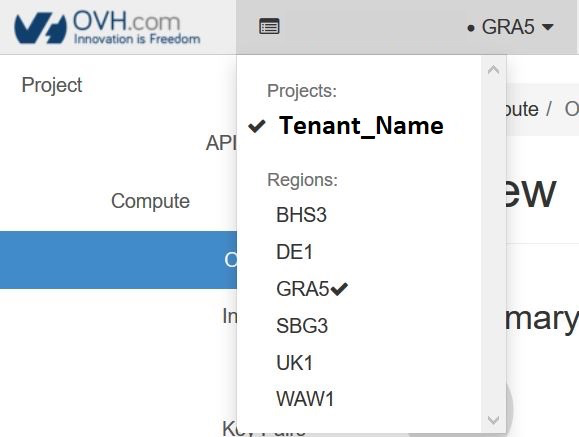 OVH.com
Innovation is Freedom
• GRA5
Project
Projects:
Tenant_Name
API
Compute
Regions:
BHS3
DE1
GRA5
SBG3
UK1
WAW1
ute / O
ew
O
mary
In
Key Pairs